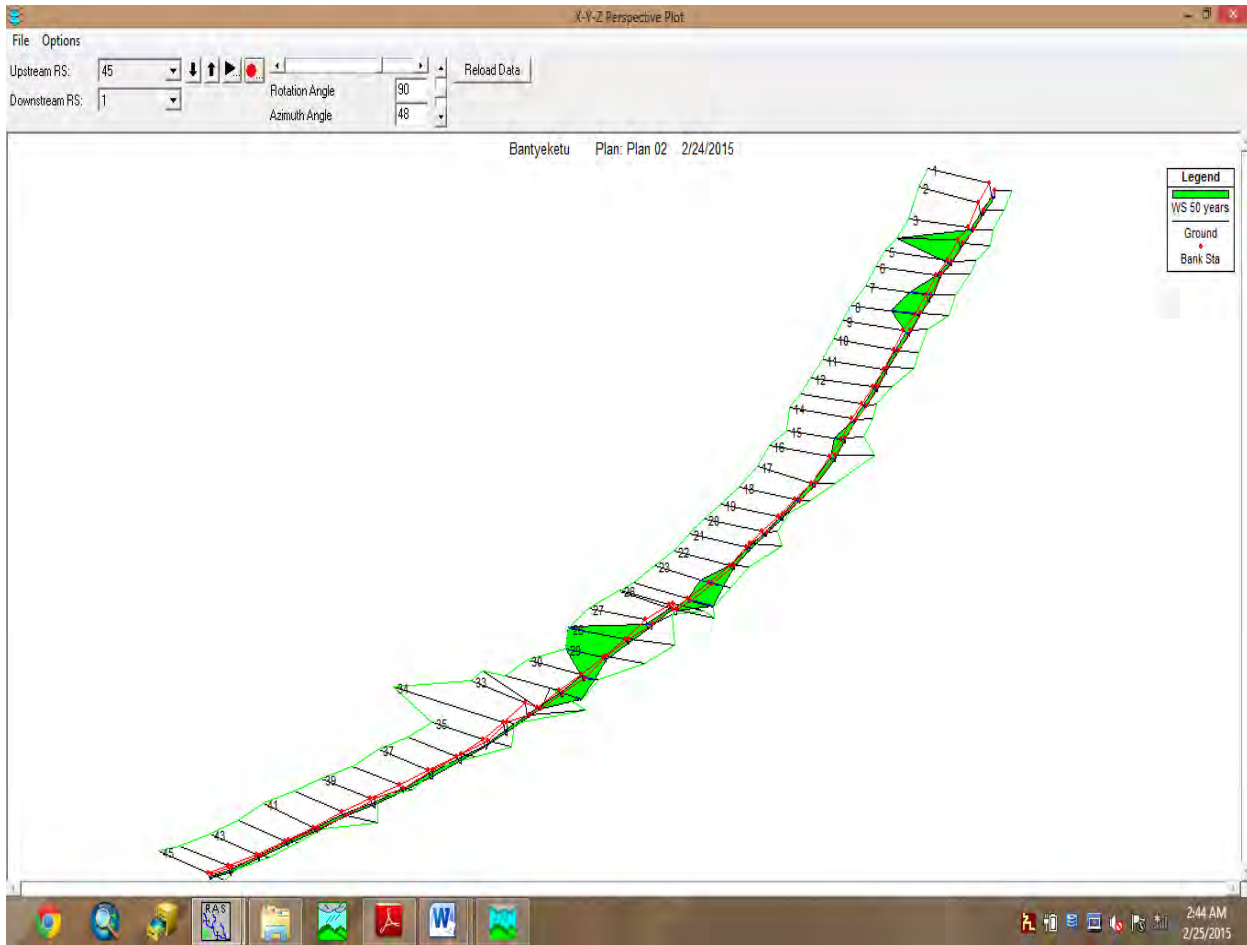 X-Y-Z Perspective Plot
File Options
Upstream RS: 45
Downstream RS: 1
Rotation Angle 90
Azimuth Angle 48
Reload Data
Bantyeketu Plan: Plan 02 2/24/2015
Legend
WS 50 years
Ground
Bank Sta
1
2
3
5
6
7
8
9
10
11
12
14
15
16
17
18
19
20
21
22
23
27
28
29
30
33
34
35
37
39
41
43
45
RAS
2:44 AM
2/25/2015